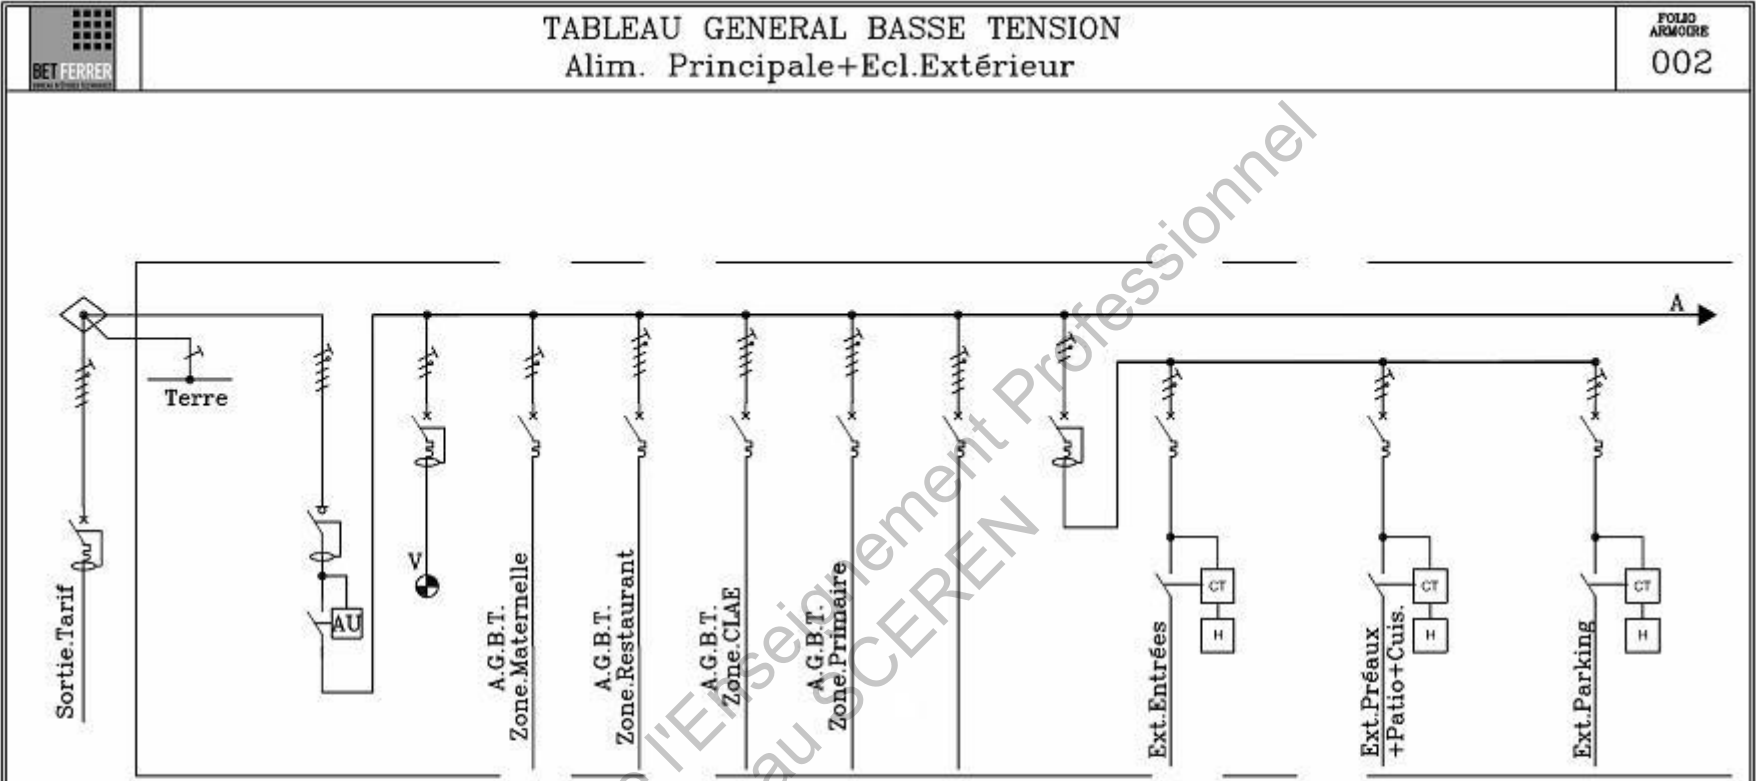 BET FERRER
TABLEAU GENERAL BASSE TENSION
Alim. Principale+Ecl.Extérieur
FOLIO
ARMOIRE
002
A
Terre
V
AU
Sortie.Tarif
A.G.B.T.
Zone.Maternelle
A.G.B.T.
Zone.Restaurant
A.G.B.T.
Zone.CLAE
A.G.B.T.
Zone.Primaire
CT
H
Ext.Entrées
CT
H
Ext.Préaux
+Patio+Cuis.
CT
H
Ext.Parking
l'Enseignement Professionnel
au SCEREN